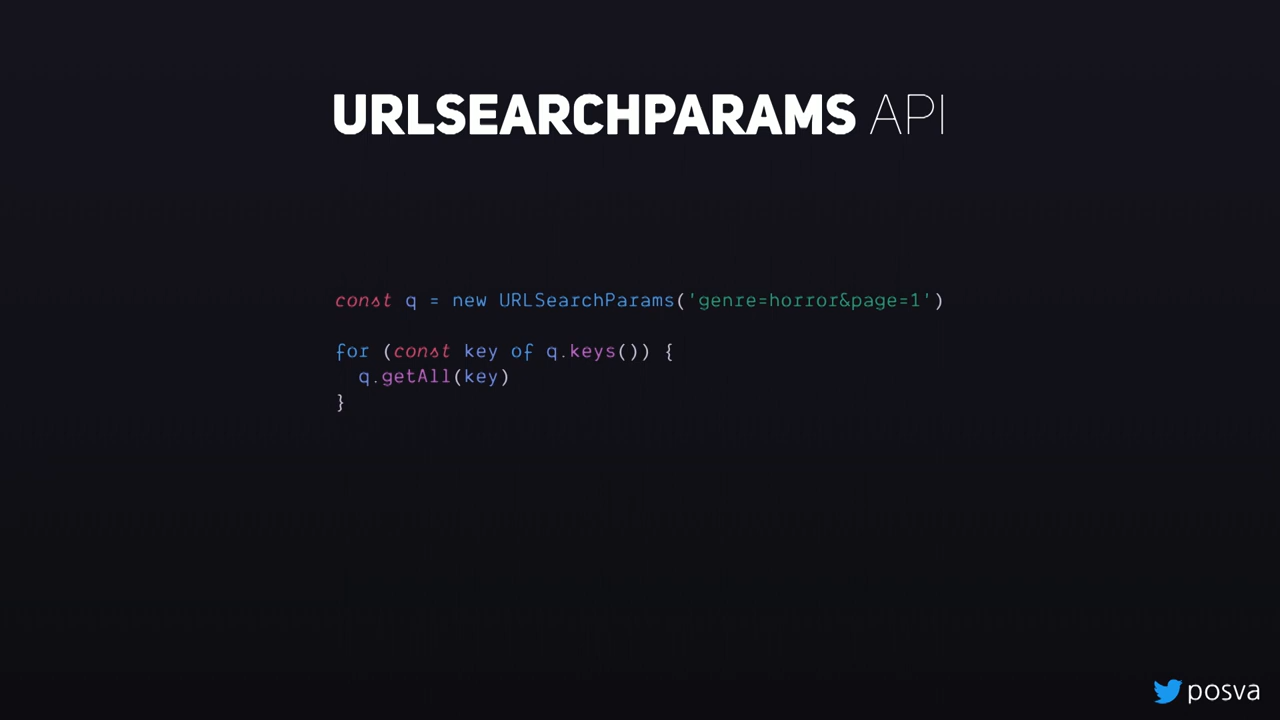 URLSEARCHPARAMS API
const q = new URLSearchParams('genre=horror&page=1')
for (const key of q.keys()) {
  q.getAll(key)
}
posva